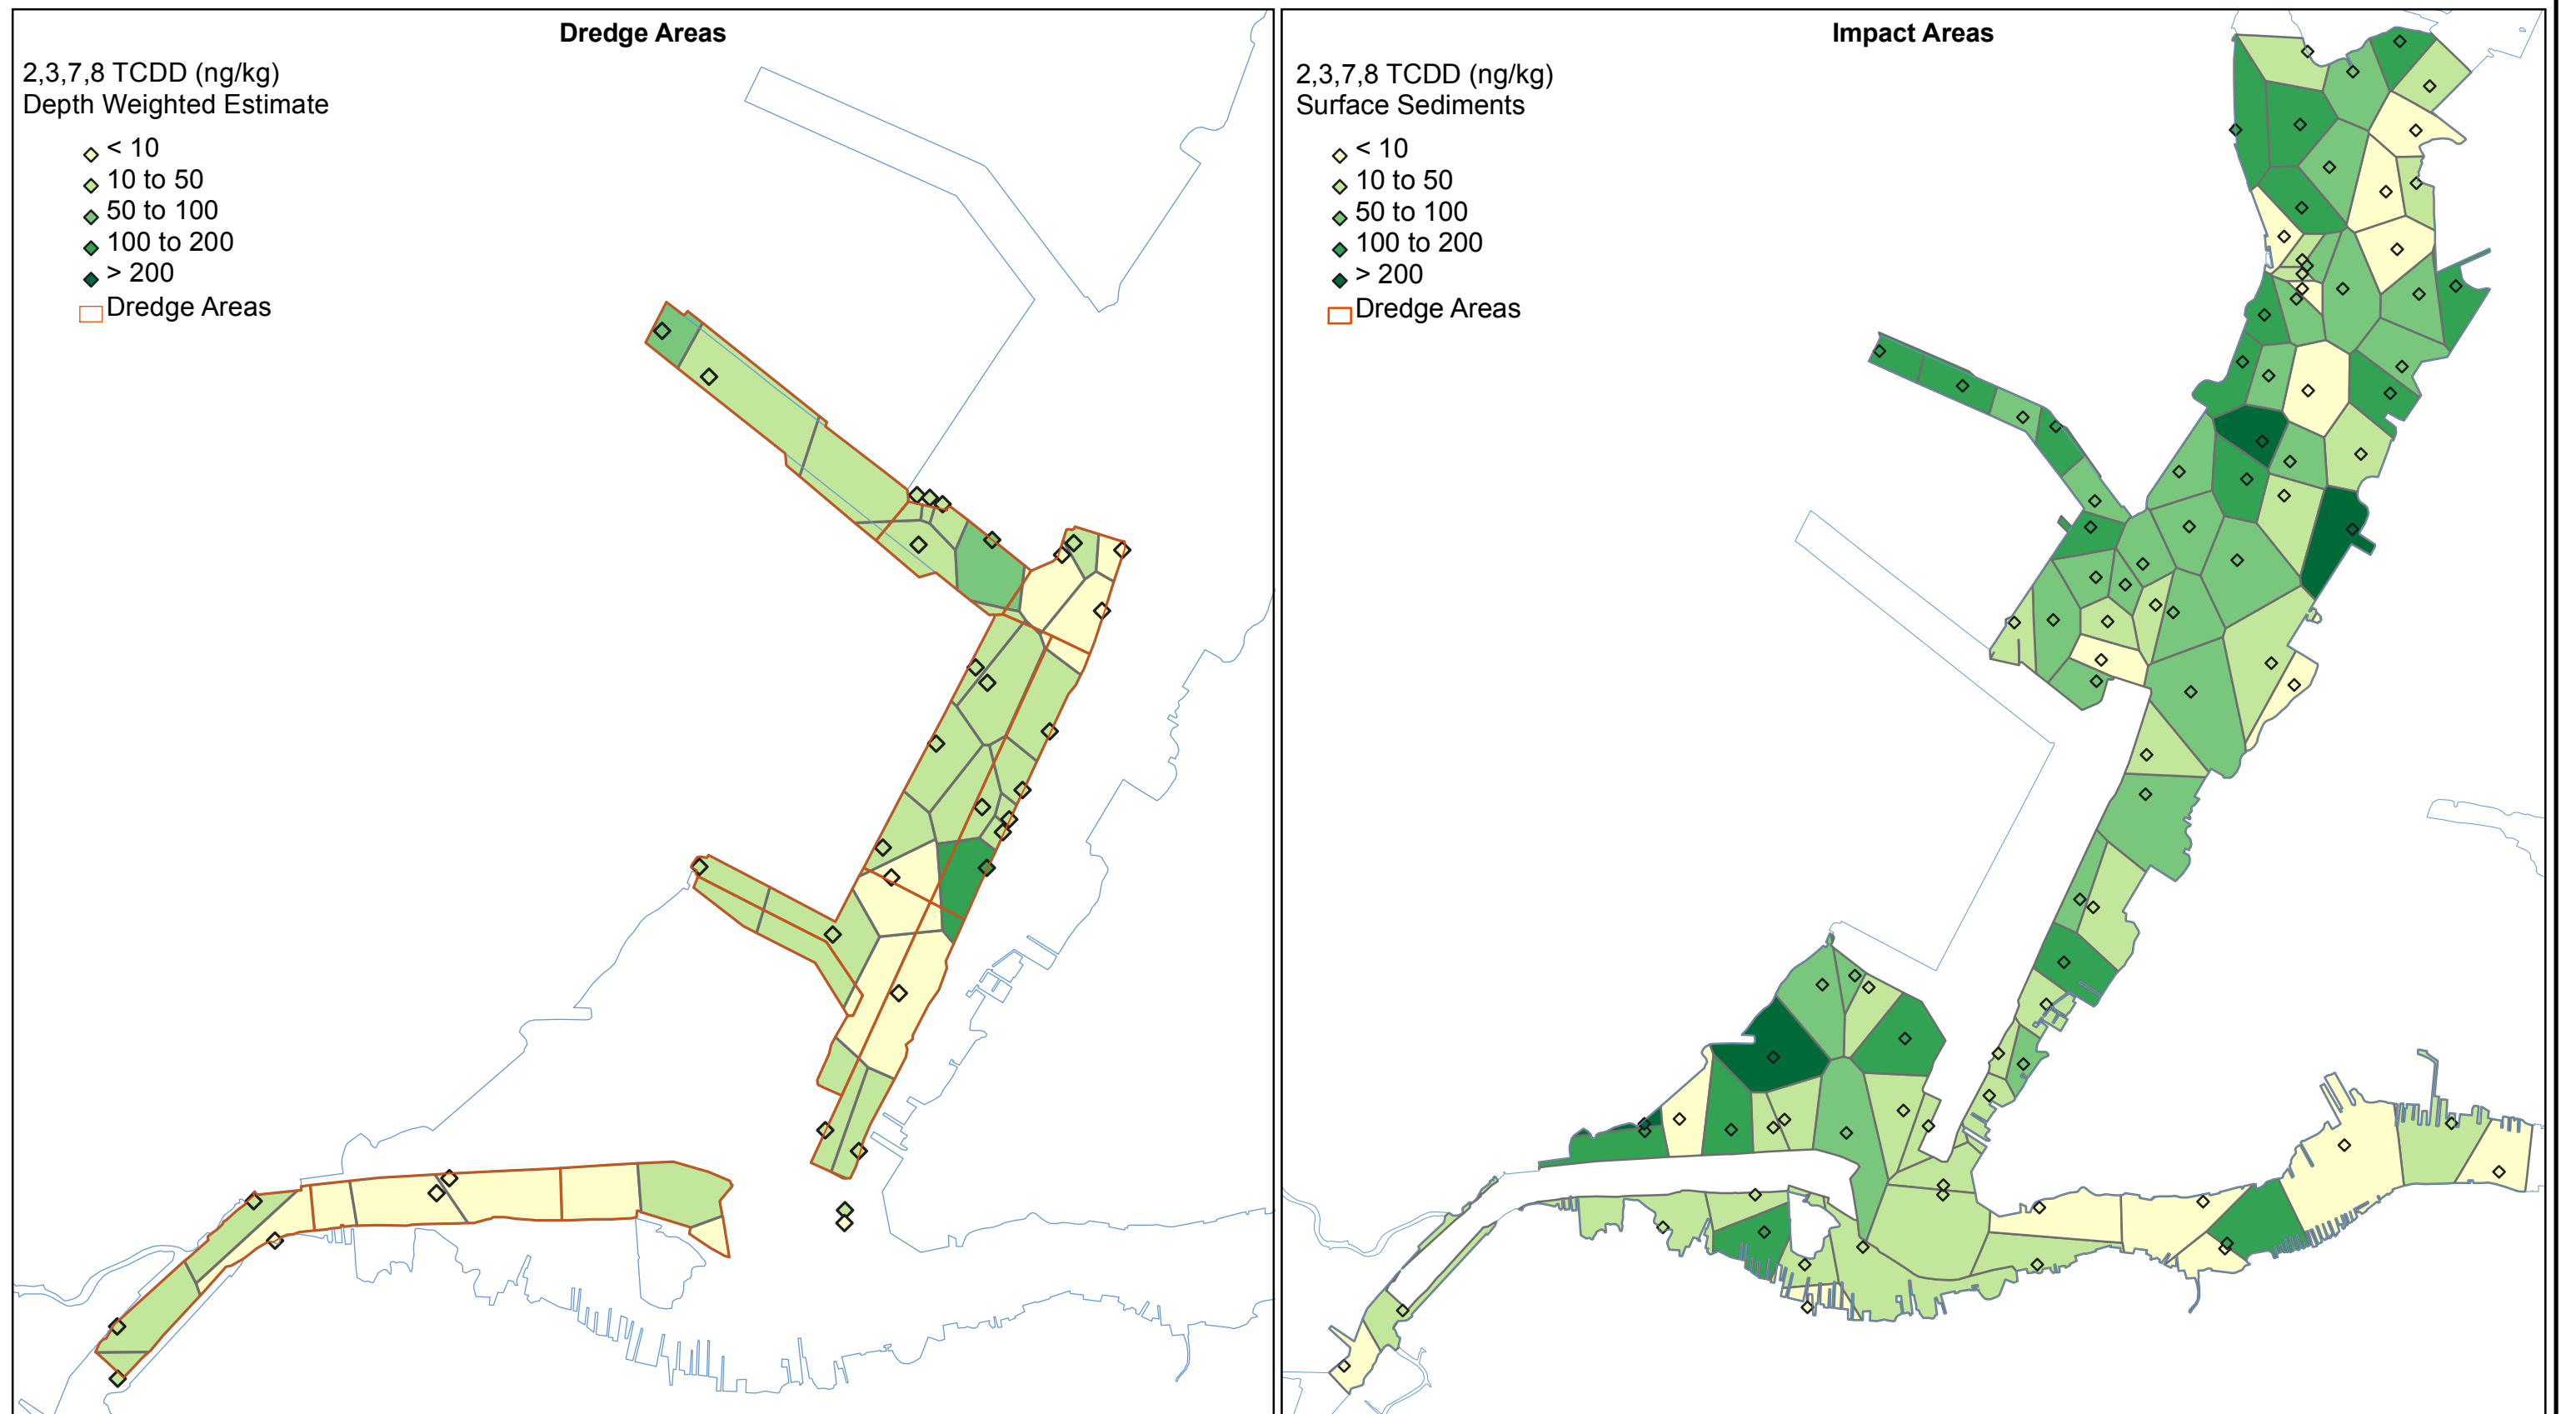 Dredge Areas
2,3,7,8 TCDD (ng/kg)
Depth Weighted Estimate
< 10
10 to 50
50 to 100
100 to 200
> 200
Dredge Areas
Impact Areas
2,3,7,8 TCDD (ng/kg)
Surface Sediments
< 10
10 to 50
50 to 100
100 to 200
> 200
Dredge Areas